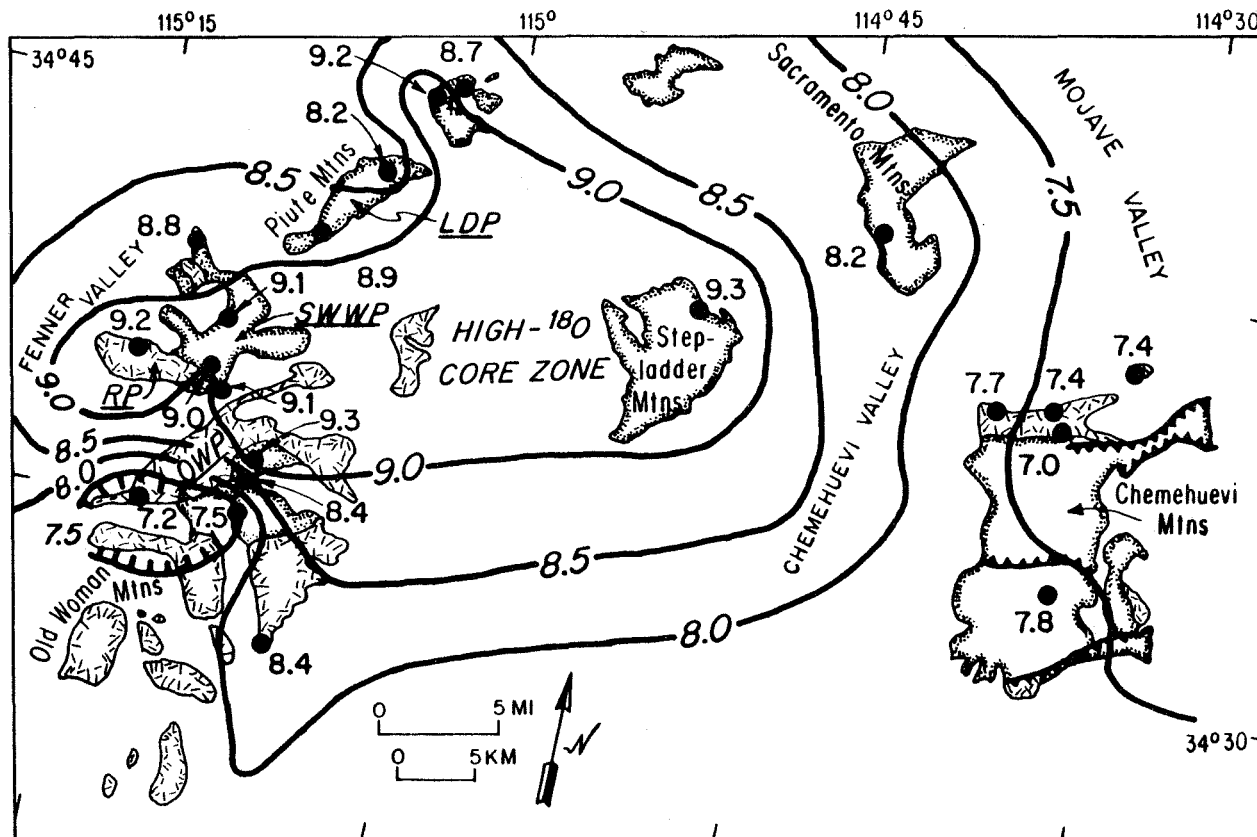 115° 15
115°
114° 45
114° 30
34° 45
9.2
8.7
8.0
MOJAVE
VALLEY
Sacramento Mtns
8.2
8.5
Piute Mtns
9.0
8.5
7.5
LDP
8.8
8.2
FENNER VALLEY
8.9
9.1
SWWP
9.3
9.2
HIGH-¹⁸O
CORE ZONE
Step-
ladder
Mtns
RP
9.0
9.0
9.1
7.4
7.7
7.4
CHEMEHUEVI VALLEY
8.5
9.3
7.0
8.0
OWP
9.0
Chemehuevi
Mtns
7.2
7.5
8.4
7.5
8.5
Old Woman Mtns
7.8
8.0
8.4
0 5 MI
0 5 KM
N
34° 30